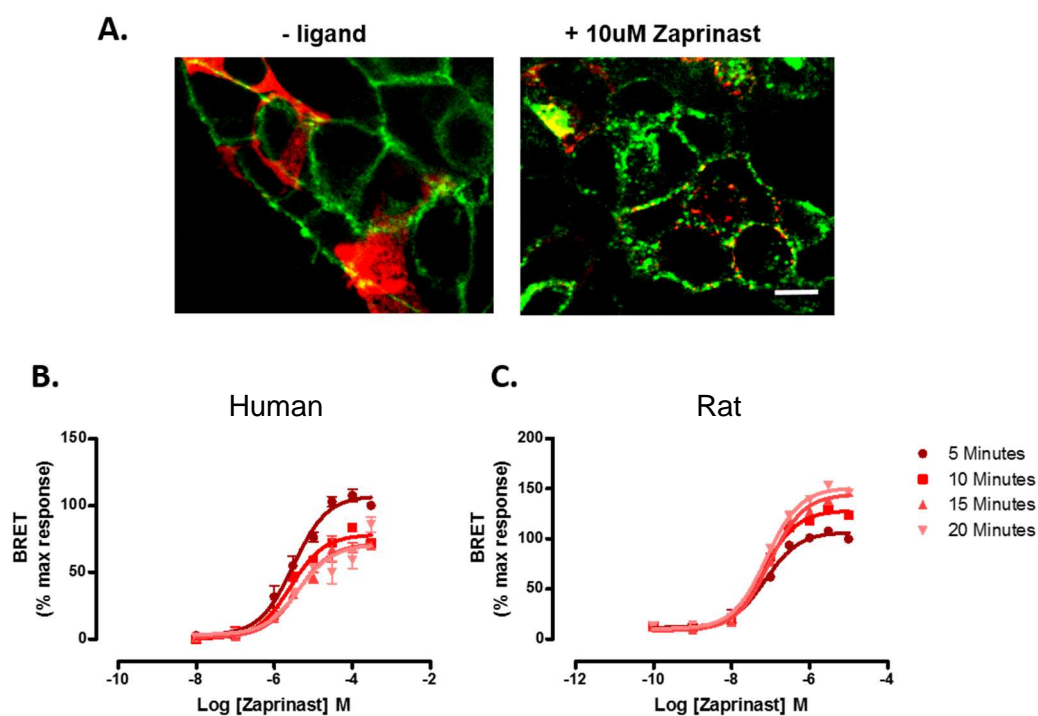 A.
- ligand
+ 10uM Zaprinast
B.
Human
150
100
50
0
BRET
(% max response)
-10
-8
-6
-4
-2
Log [Zaprinast] M
C.
Rat
200
150
100
50
0
BRET
(% max response)
-12
-10
-8
-6
-4
Log [Zaprinast] M
5 Minutes
10 Minutes
15 Minutes
20 Minutes